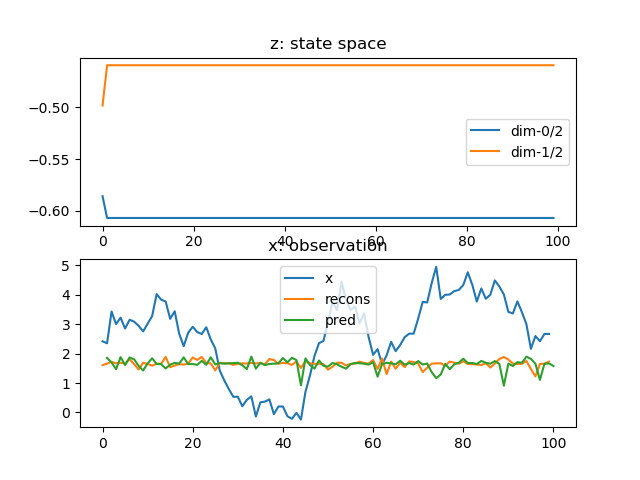 z: state space
−0.50
−0.55
−0.60
dim-0/2
dim-1/2
0 20 40 60 80 100
x: observation
5
4
3
2
1
0
x
recons
pred
0 20 40 60 80 100